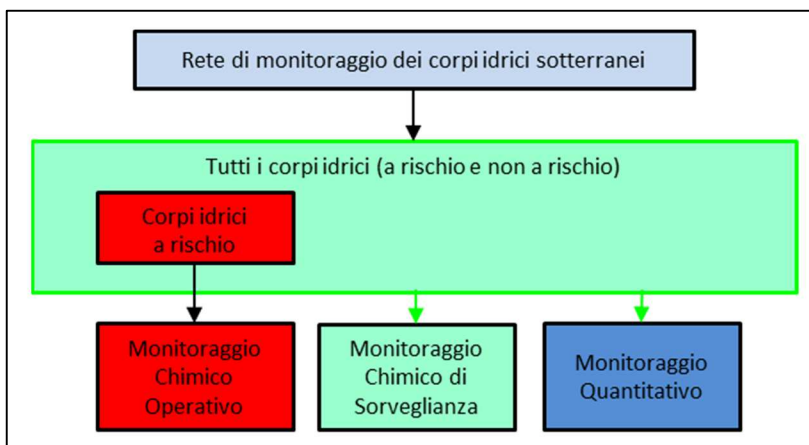 Rete di monitoraggio dei corpi idrici sotterranei
Tutti i corpi idrici (a rischio e non a rischio)
Corpi idrici
a rischio
Monitoraggio
Chimico
Operativo
Monitoraggio
Chimico di
Sorveglianza
Monitoraggio
Quantitativo